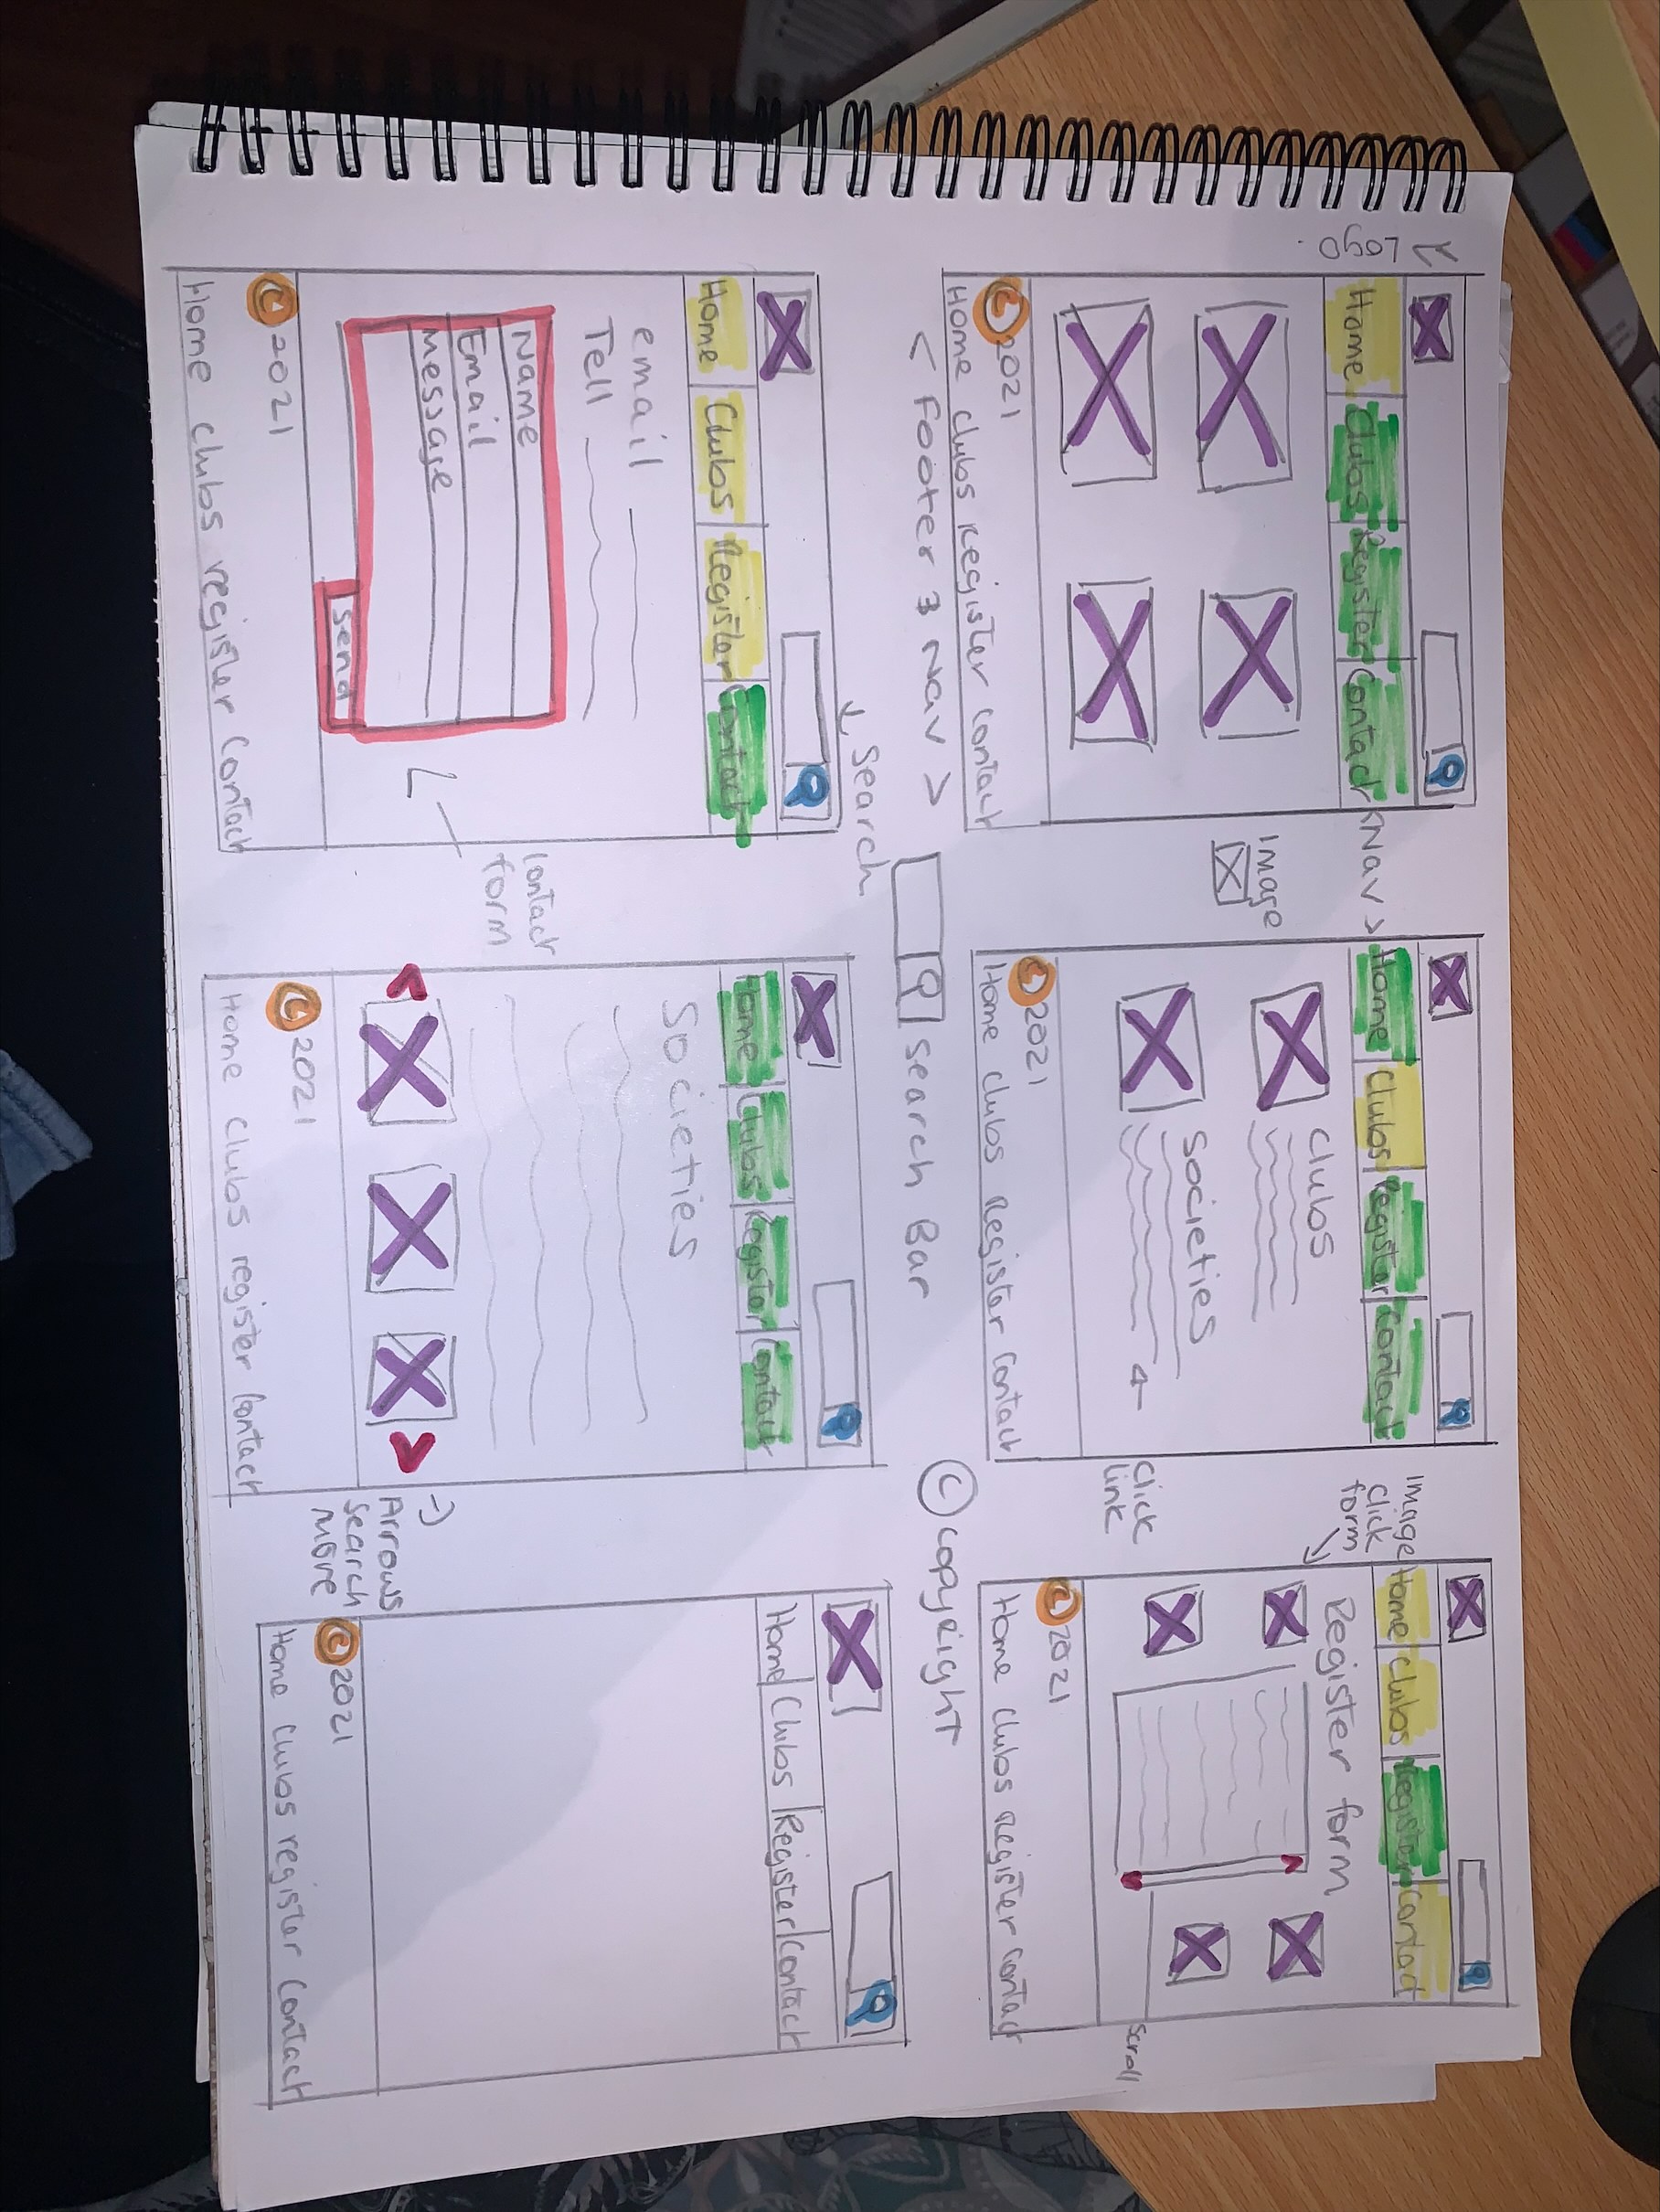 Logo
Home Clubs Register Contact
< Nav >
Image
© 2021
Home clubs Register contact
< Footer & Nav >
Home Clubs Register Contact
Clubs
Societies
Click
link
© 2021
Home clubs Register contact
Image
click
form
Home Clubs Register Contact
Register form
scroll
© 2021
Home clubs Register contact
Search
Search Bar
© copyright
Home Clubs Register Contact
email
Tell
Name
Email
Message
Send
contact
form
© 2021
Home clubs register contact
Home Clubs Register Contact
Societies
Arrows
search
more
© 2021
Home clubs register contact
Home Clubs Register Contact
© 2021
Home clubs register contact